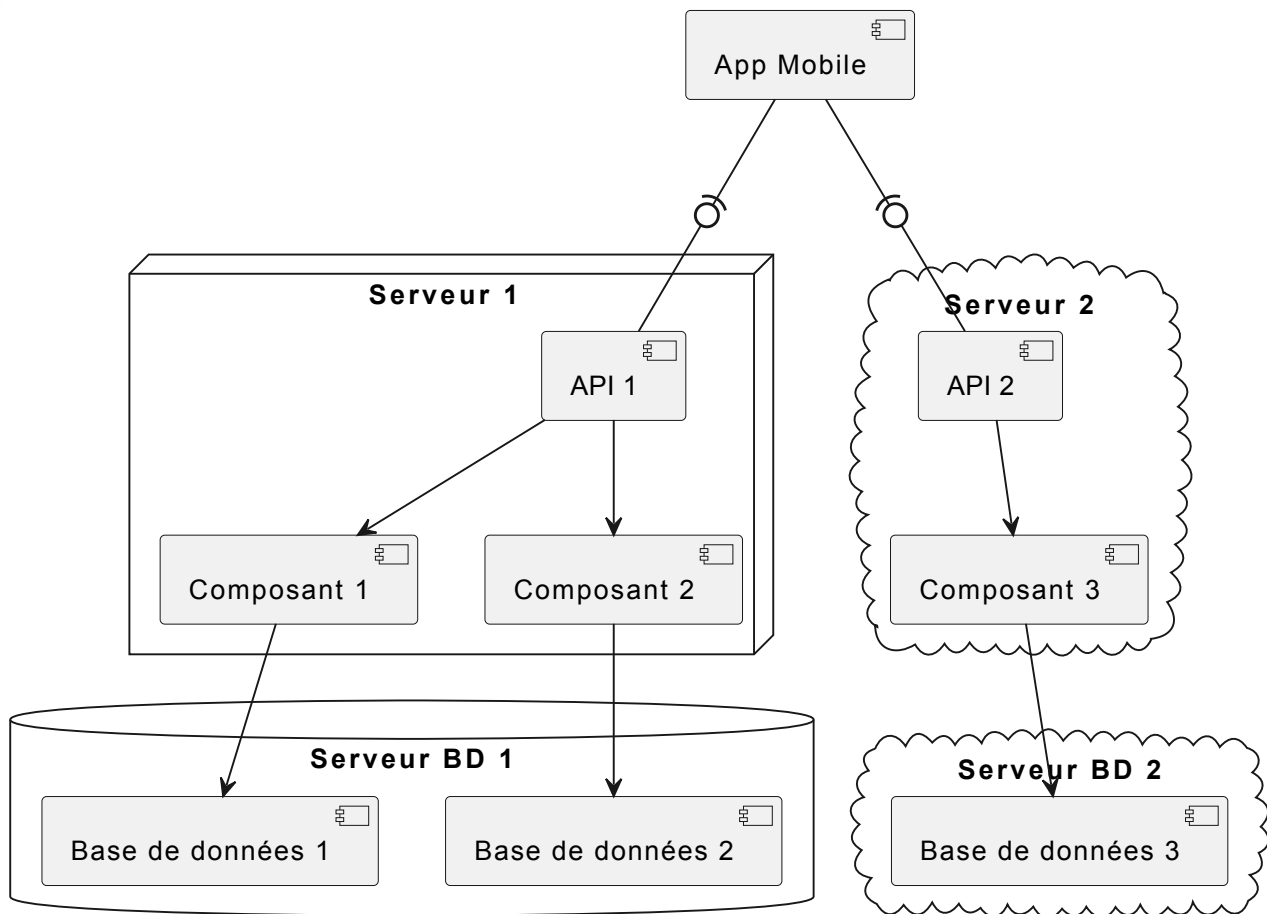 App Mobile
Serveur 1
Serveur 2
API 1
API 2
Composant 1
Composant 2
Composant 3
Serveur BD 1
Serveur BD 2
Base de données 1
Base de données 2
Base de données 3